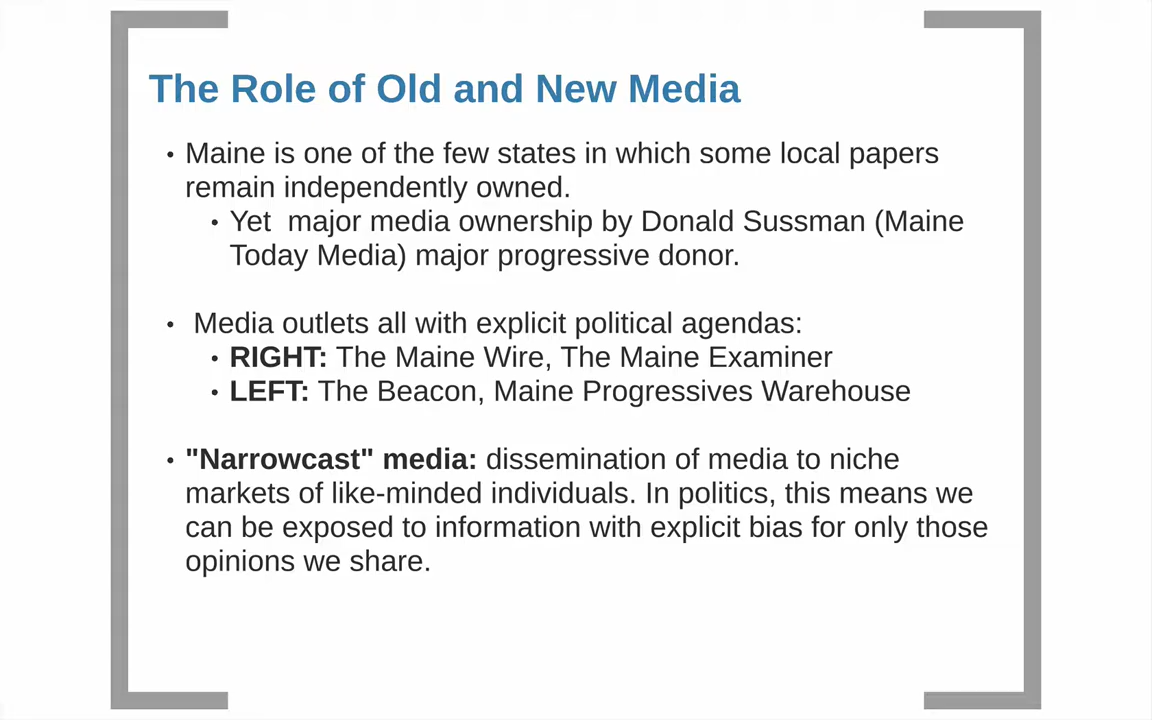 The Role of Old and New Media
• Maine is one of the few states in which some local papers
remain independently owned.
• Yet  major media ownership by Donald Sussman (Maine
Today Media) major progressive donor.
• Media outlets all with explicit political agendas:
• RIGHT: The Maine Wire, The Maine Examiner
• LEFT: The Beacon, Maine Progressives Warehouse
• "Narrowcast" media: dissemination of media to niche
markets of like-minded individuals. In politics, this means we
can be exposed to information with explicit bias for only those
opinions we share.